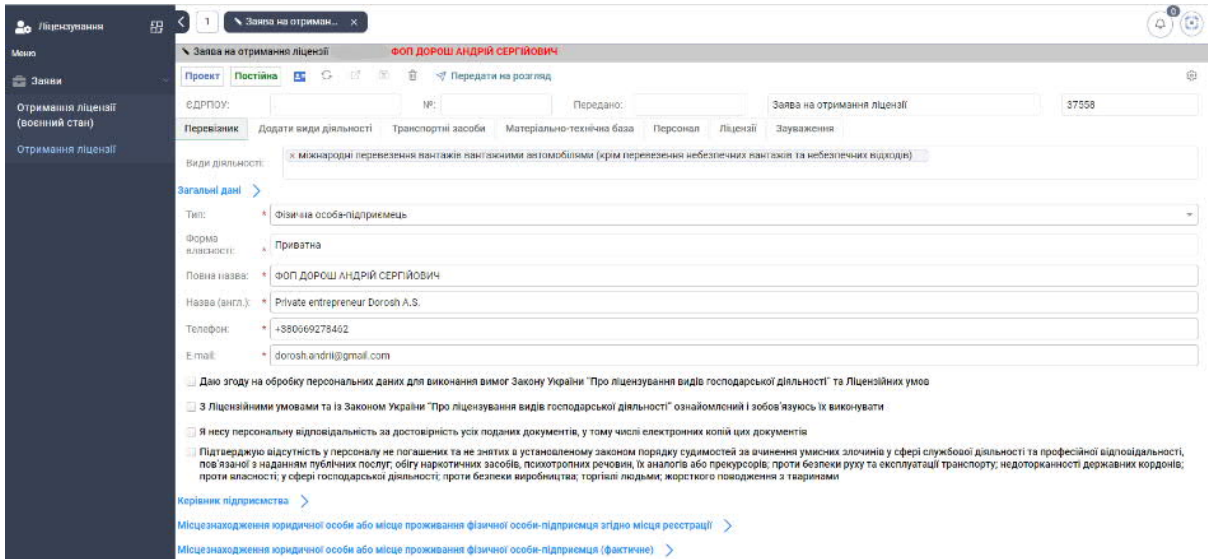 Ліцензування
1
Заява на отриман... ×
0
Меню
Заяви
Отримання ліцензії
(воєнний стан)
Отримання ліцензії
Заява на отримання ліцензії ФОП ДОРОШ АНДРІЙ СЕРГІЙОВИЧ
Проект Постійна Передати на розгляд
ЄДРПОУ: №: Передано: Заява на отримання ліцензії 37558
Перевізник Додати види діяльності Транспортні засоби Матеріально-технічна база Персонал Ліцензії Зауваження
Види діяльності: × міжнародні перевезення вантажів вантажними автомобілями (крім перевезення небезпечних вантажів та небезпечних відходів)
Загальні дані
Тип: * Фізична особа-підприємець
Форма
власності: * Приватна
Повна назва: * ФОП ДОРОШ АНДРІЙ СЕРГІЙОВИЧ
Назва (англ.): * Private entrepreneur Dorosh A.S.
Телефон: * +380669278462
E.mail: * dorosh.andrii@gmail.com
Даю згоду на обробку персональних даних для виконання вимог Закону України "Про ліцензування видів господарської діяльності" та Ліцензійних умов
З Ліцензійними умовами та із Законом України "Про ліцензування видів господарської діяльності" ознайомлений і зобов'язуюсь їх виконувати
Я несу персональну відповідальність за достовірність усіх поданих документів, у тому числі електронних копій цих документів
Підтверджую відсутність у персоналу не погашених та не знятих в установленому законом порядку судимостей за вчинення умисних злочинів у сфері службової діяльності та професійної відповідальності,
пов'язаної з наданням публічних послуг; обігу наркотичних засобів, психотропних речовин, їх аналогів або прекурсорів; проти безпеки руху та експлуатації транспорту; недоторканності державних кордонів;
проти власності; у сфері господарської діяльності; проти безпеки виробництва; торгівлі людьми; жорсткого поводження з тваринами
Керівник підприємства
Місцезнаходження юридичної особи або місце проживання фізичної особи-підприємця згідно місця реєстрації
Місцезнаходження юридичної особи або місце проживання фізичної особи-підприємця (фактичне)